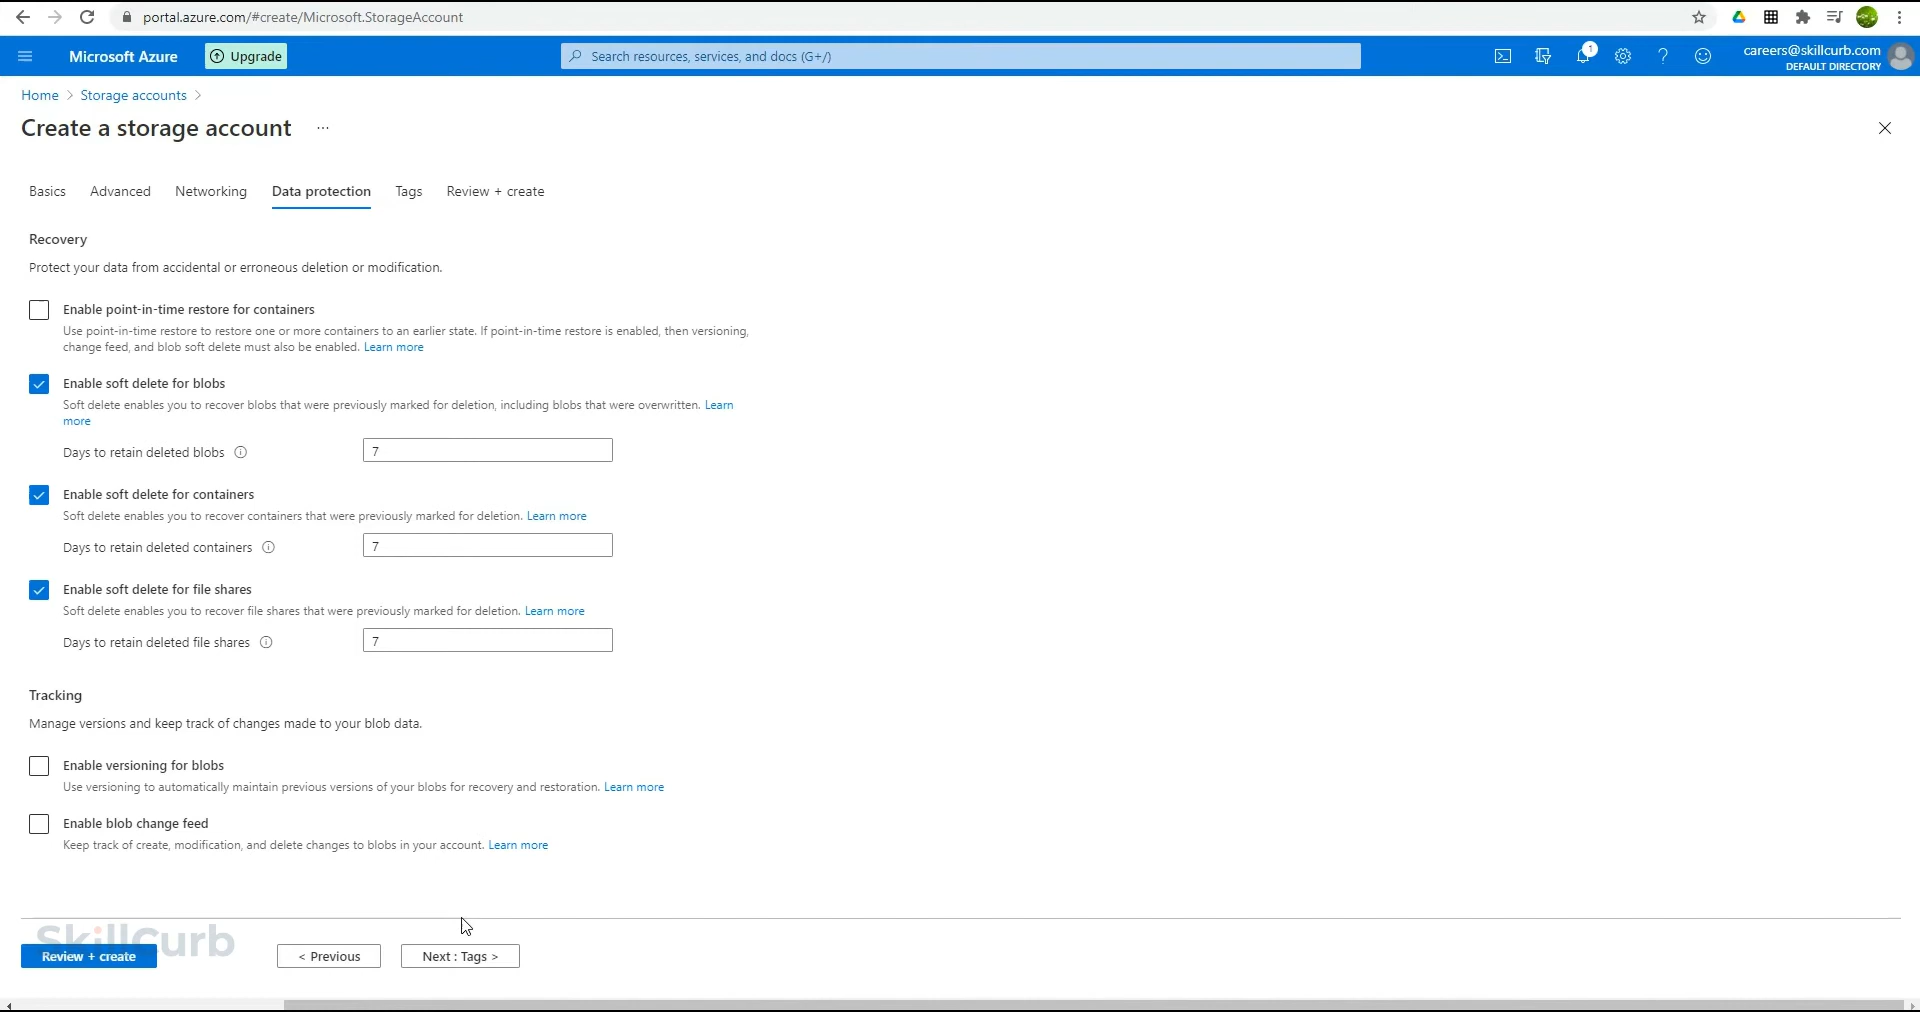 portal.azure.com/#create/Microsoft.StorageAccount
Microsoft Azure
Upgrade
Search resources, services, and docs (G+/)
1
careers@skillcurb.com
DEFAULT DIRECTORY
Home > Storage accounts >
Create a storage account ...
Basics Advanced Networking Data protection Tags Review + create
Recovery
Protect your data from accidental or erroneous deletion or modification.
Enable point-in-time restore for containers
Use point-in-time restore to restore one or more containers to an earlier state. If point-in-time restore is enabled, then versioning,
change feed, and blob soft delete must also be enabled. Learn more
Enable soft delete for blobs
Soft delete enables you to recover blobs that were previously marked for deletion, including blobs that were overwritten. Learn
more
Days to retain deleted blobs 7
Enable soft delete for containers
Soft delete enables you to recover containers that were previously marked for deletion. Learn more
Days to retain deleted containers 7
Enable soft delete for file shares
Soft delete enables you to recover file shares that were previously marked for deletion. Learn more
Days to retain deleted file shares 7
Tracking
Manage versions and keep track of changes made to your blob data.
Enable versioning for blobs
Use versioning to automatically maintain previous versions of your blobs for recovery and restoration. Learn more
Enable blob change feed
Keep track of create, modification, and delete changes to blobs in your account. Learn more
SkillCurb
Review + create < Previous Next : Tags >